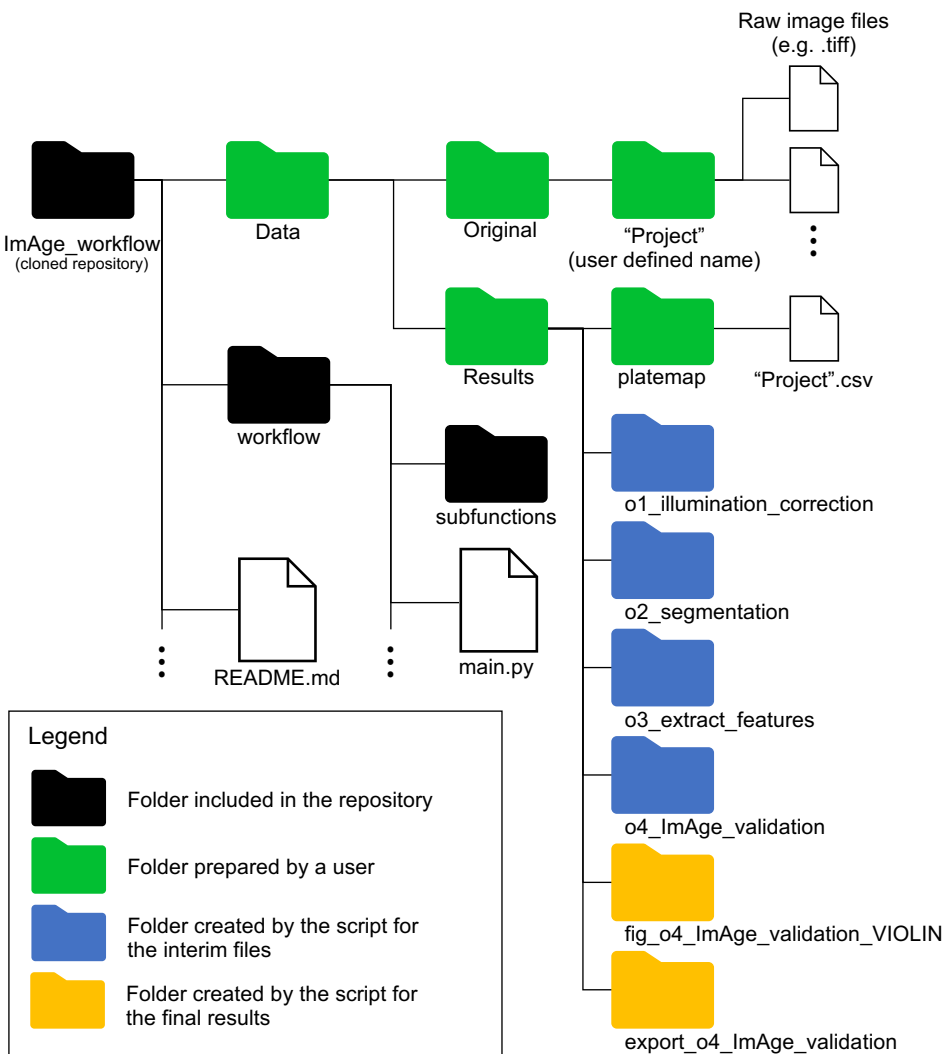 Raw image files
(e.g. .tiff)
ImAge_workflow
(cloned repository)
Data
Original
“Project”
(user defined name)
Results
platemap
“Project”.csv
workflow
subfunctions
o1_illumination_correction
o2_segmentation
README.md
main.py
o3_extract_features
o4_ImAge_validation
fig_o4_ImAge_validation_VIOLIN
export_o4_ImAge_validation
Legend
Folder included in the repository
Folder prepared by a user
Folder created by the script for
the interim files
Folder created by the script for
the final results